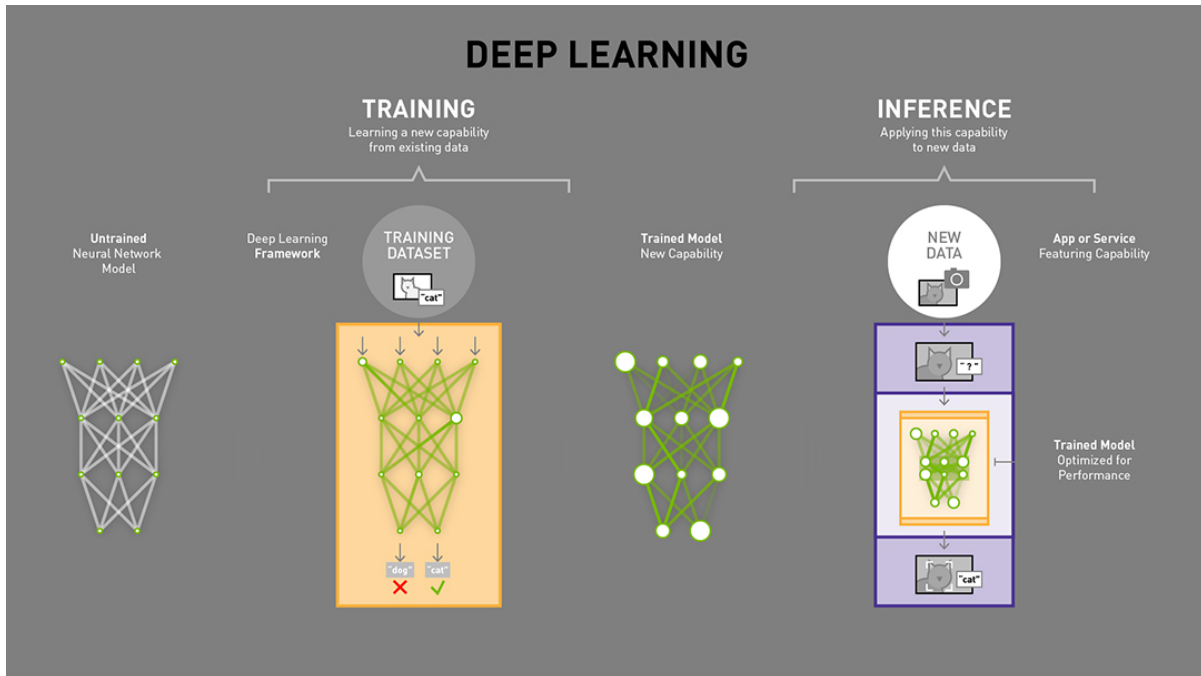 DEEP LEARNING
TRAINING
Learning a new capability
from existing data
INFERENCE
Applying this capability
to new data
Untrained
Neural Network
Model
Deep Learning
Framework
TRAINING
DATASET
"cat"
Trained Model
New Capability
NEW
DATA
App or Service
Featuring Capability
"?"
Trained Model
Optimized for
Performance
"dog"
"cat"
"cat"